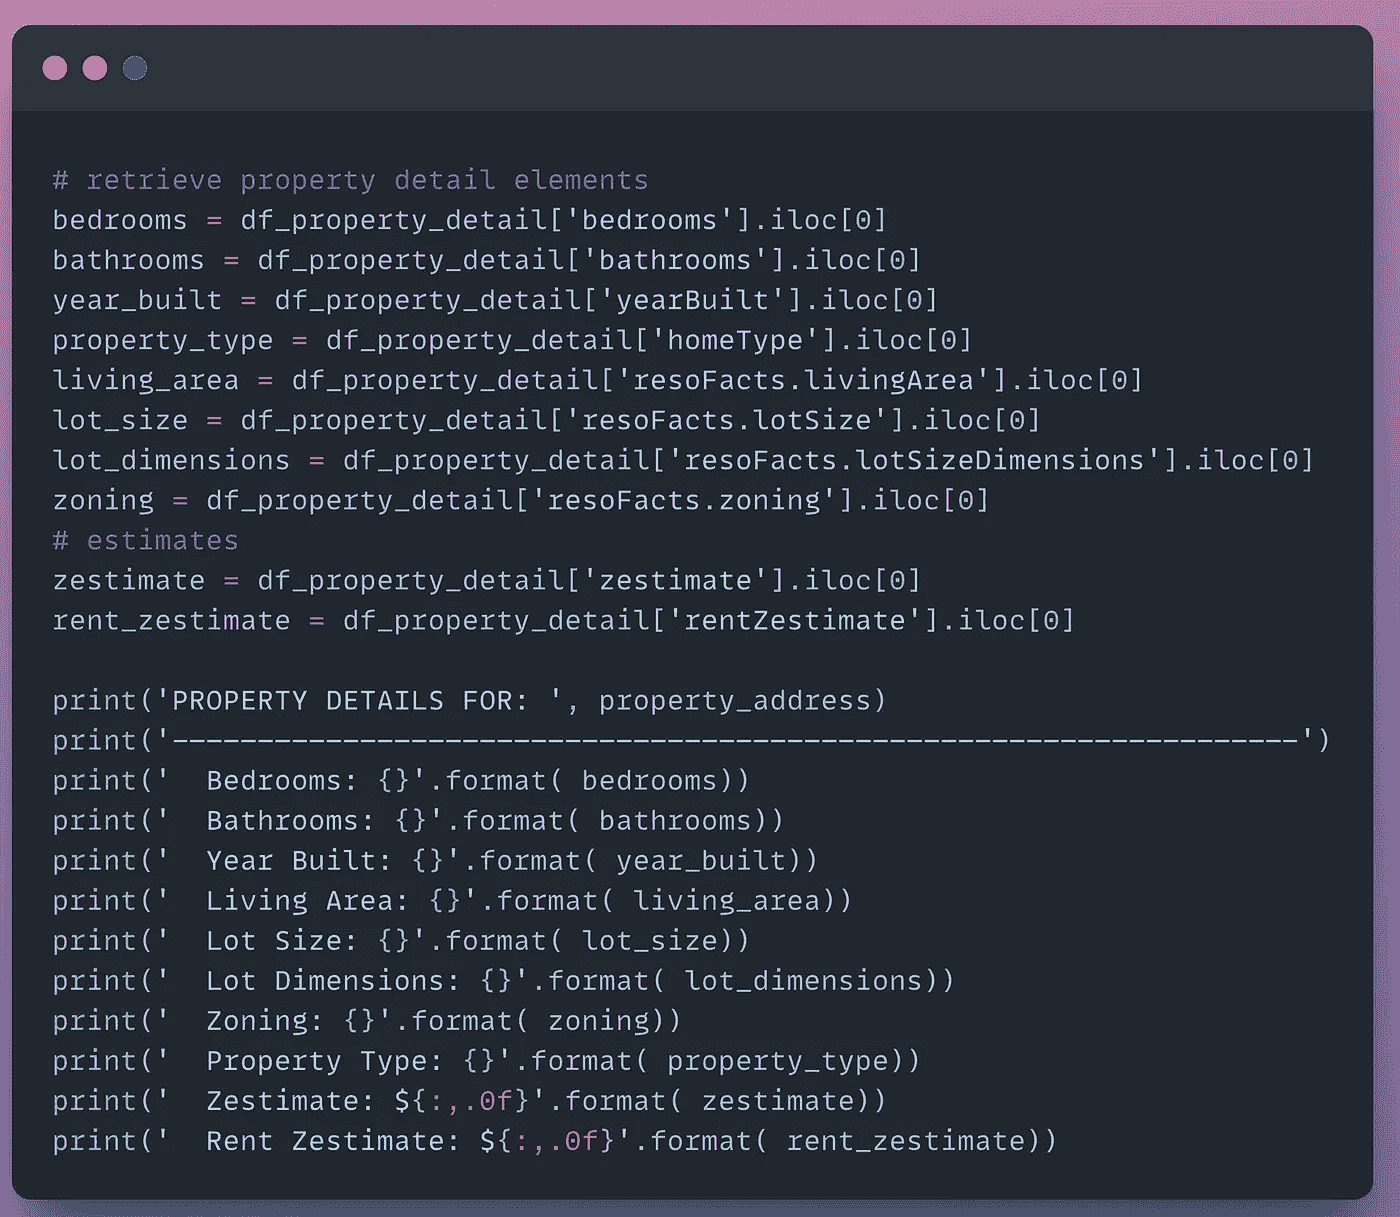 # retrieve property detail elements
bedrooms = df_property_detail['bedrooms'].iloc[0]
bathrooms = df_property_detail['bathrooms'].iloc[0]
year_built = df_property_detail['yearBuilt'].iloc[0]
property_type = df_property_detail['homeType'].iloc[0]
living_area = df_property_detail['resoFacts.livingArea'].iloc[0]
lot_size = df_property_detail['resoFacts.lotSize'].iloc[0]
lot_dimensions = df_property_detail['resoFacts.lotSizeDimensions'].iloc[0]
zoning = df_property_detail['resoFacts.zoning'].iloc[0]
# estimates
zestimate = df_property_detail['zestimate'].iloc[0]
rent_zestimate = df_property_detail['rentZestimate'].iloc[0]

print('PROPERTY DETAILS FOR: ', property_address)
print('------------------------------------------------------------------')
print('  Bedrooms: {}'.format( bedrooms))
print('  Bathrooms: {}'.format( bathrooms))
print('  Year Built: {}'.format( year_built))
print('  Living Area: {}'.format( living_area))
print('  Lot Size: {}'.format( lot_size))
print('  Lot Dimensions: {}'.format( lot_dimensions))
print('  Zoning: {}'.format( zoning))
print('  Property Type: {}'.format( property_type))
print('  Zestimate: ${:,.0f}'.format( zestimate))
print('  Rent Zestimate: ${:,.0f}'.format( rent_zestimate))